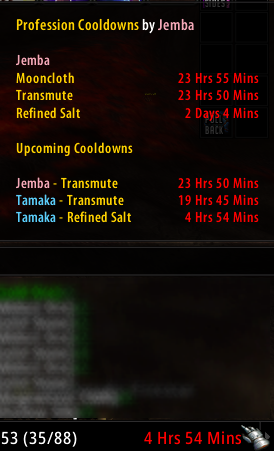 Profession Cooldowns by Jemba
Jemba
Mooncloth 23 Hrs 55 Mins
Transmute 23 Hrs 50 Mins
Refined Salt 2 Days 4 Mins
PULL
BACK
Upcoming Cooldowns
Jemba - Transmute 23 Hrs 50 Mins
Tamaka - Transmute 19 Hrs 45 Mins
Tamaka - Refined Salt 4 Hrs 54 Mins
53 (35/88) 4 Hrs 54 Mins